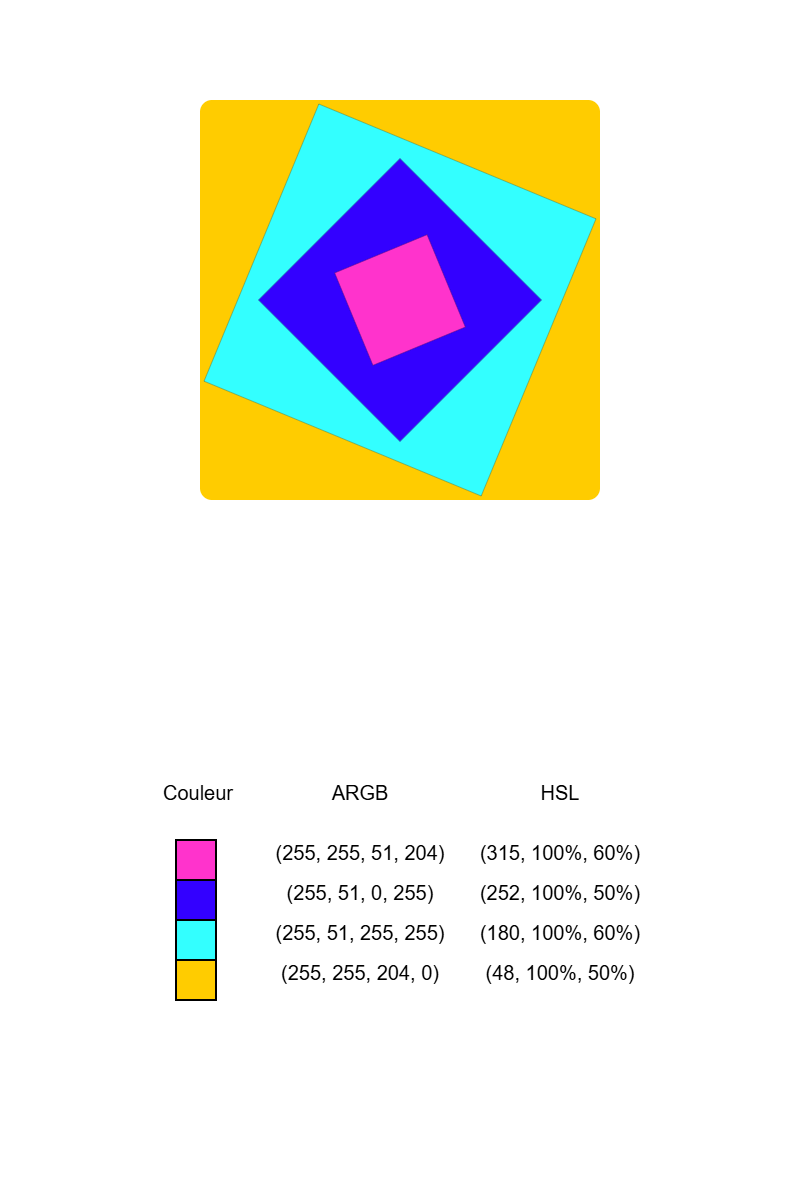 Couleur ARGB HSL
(255, 255, 51, 204) (315, 100%, 60%)
(255, 51, 0, 255) (252, 100%, 50%)
(255, 51, 255, 255) (180, 100%, 60%)
(255, 255, 204, 0) (48, 100%, 50%)